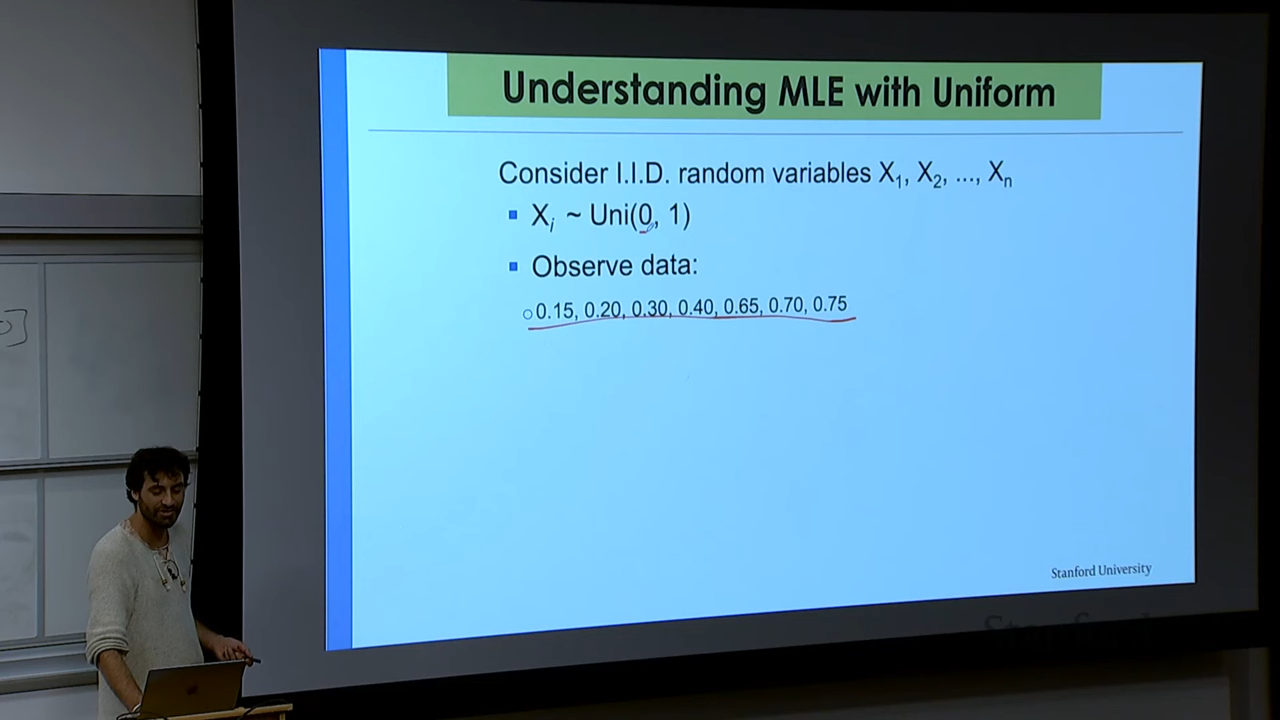 Understanding MLE with Uniform
Consider I.I.D. random variables X₁, X₂, ..., Xₙ
▪ Xᵢ ~ Uni(0, 1)
▪ Observe data:
○ 0.15, 0.20, 0.30, 0.40, 0.65, 0.70, 0.75
Stanford University